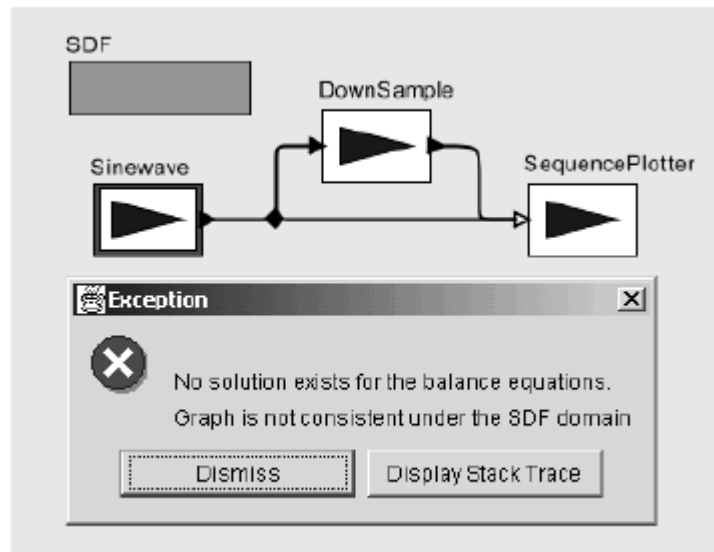 SDF
DownSample
Sinewave
SequencePlotter
Exception
No solution exists for the balance equations.
Graph is not consistent under the SDF domain
Dismiss
Display Stack Trace